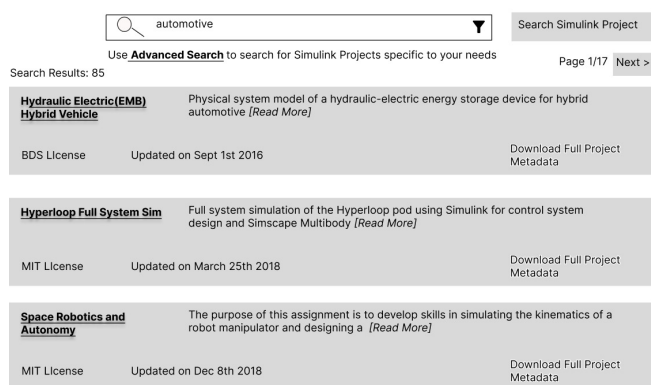 automotive
Search Simulink Project
Use Advanced Search to search for Simulink Projects specific to your needs
Page 1/17 Next >
Search Results: 85
Hydraulic Electric(EMB)
Hybrid Vehicle
Physical system model of a hydraulic-electric energy storage device for hybrid
automotive [Read More]
BDS LIcense
Updated on Sept 1st 2016
Download Full Project
Metadata
Hyperloop Full System Sim
Full system simulation of the Hyperloop pod using Simulink for control system
design and Simscape Multibody [Read More]
MIT LIcense
Updated on March 25th 2018
Download Full Project
Metadata
Space Robotics and
Autonomy
The purpose of this assignment is to develop skills in simulating the kinematics of a
robot manipulator and designing a [Read More]
MIT LIcense
Updated on Dec 8th 2018
Download Full Project
Metadata